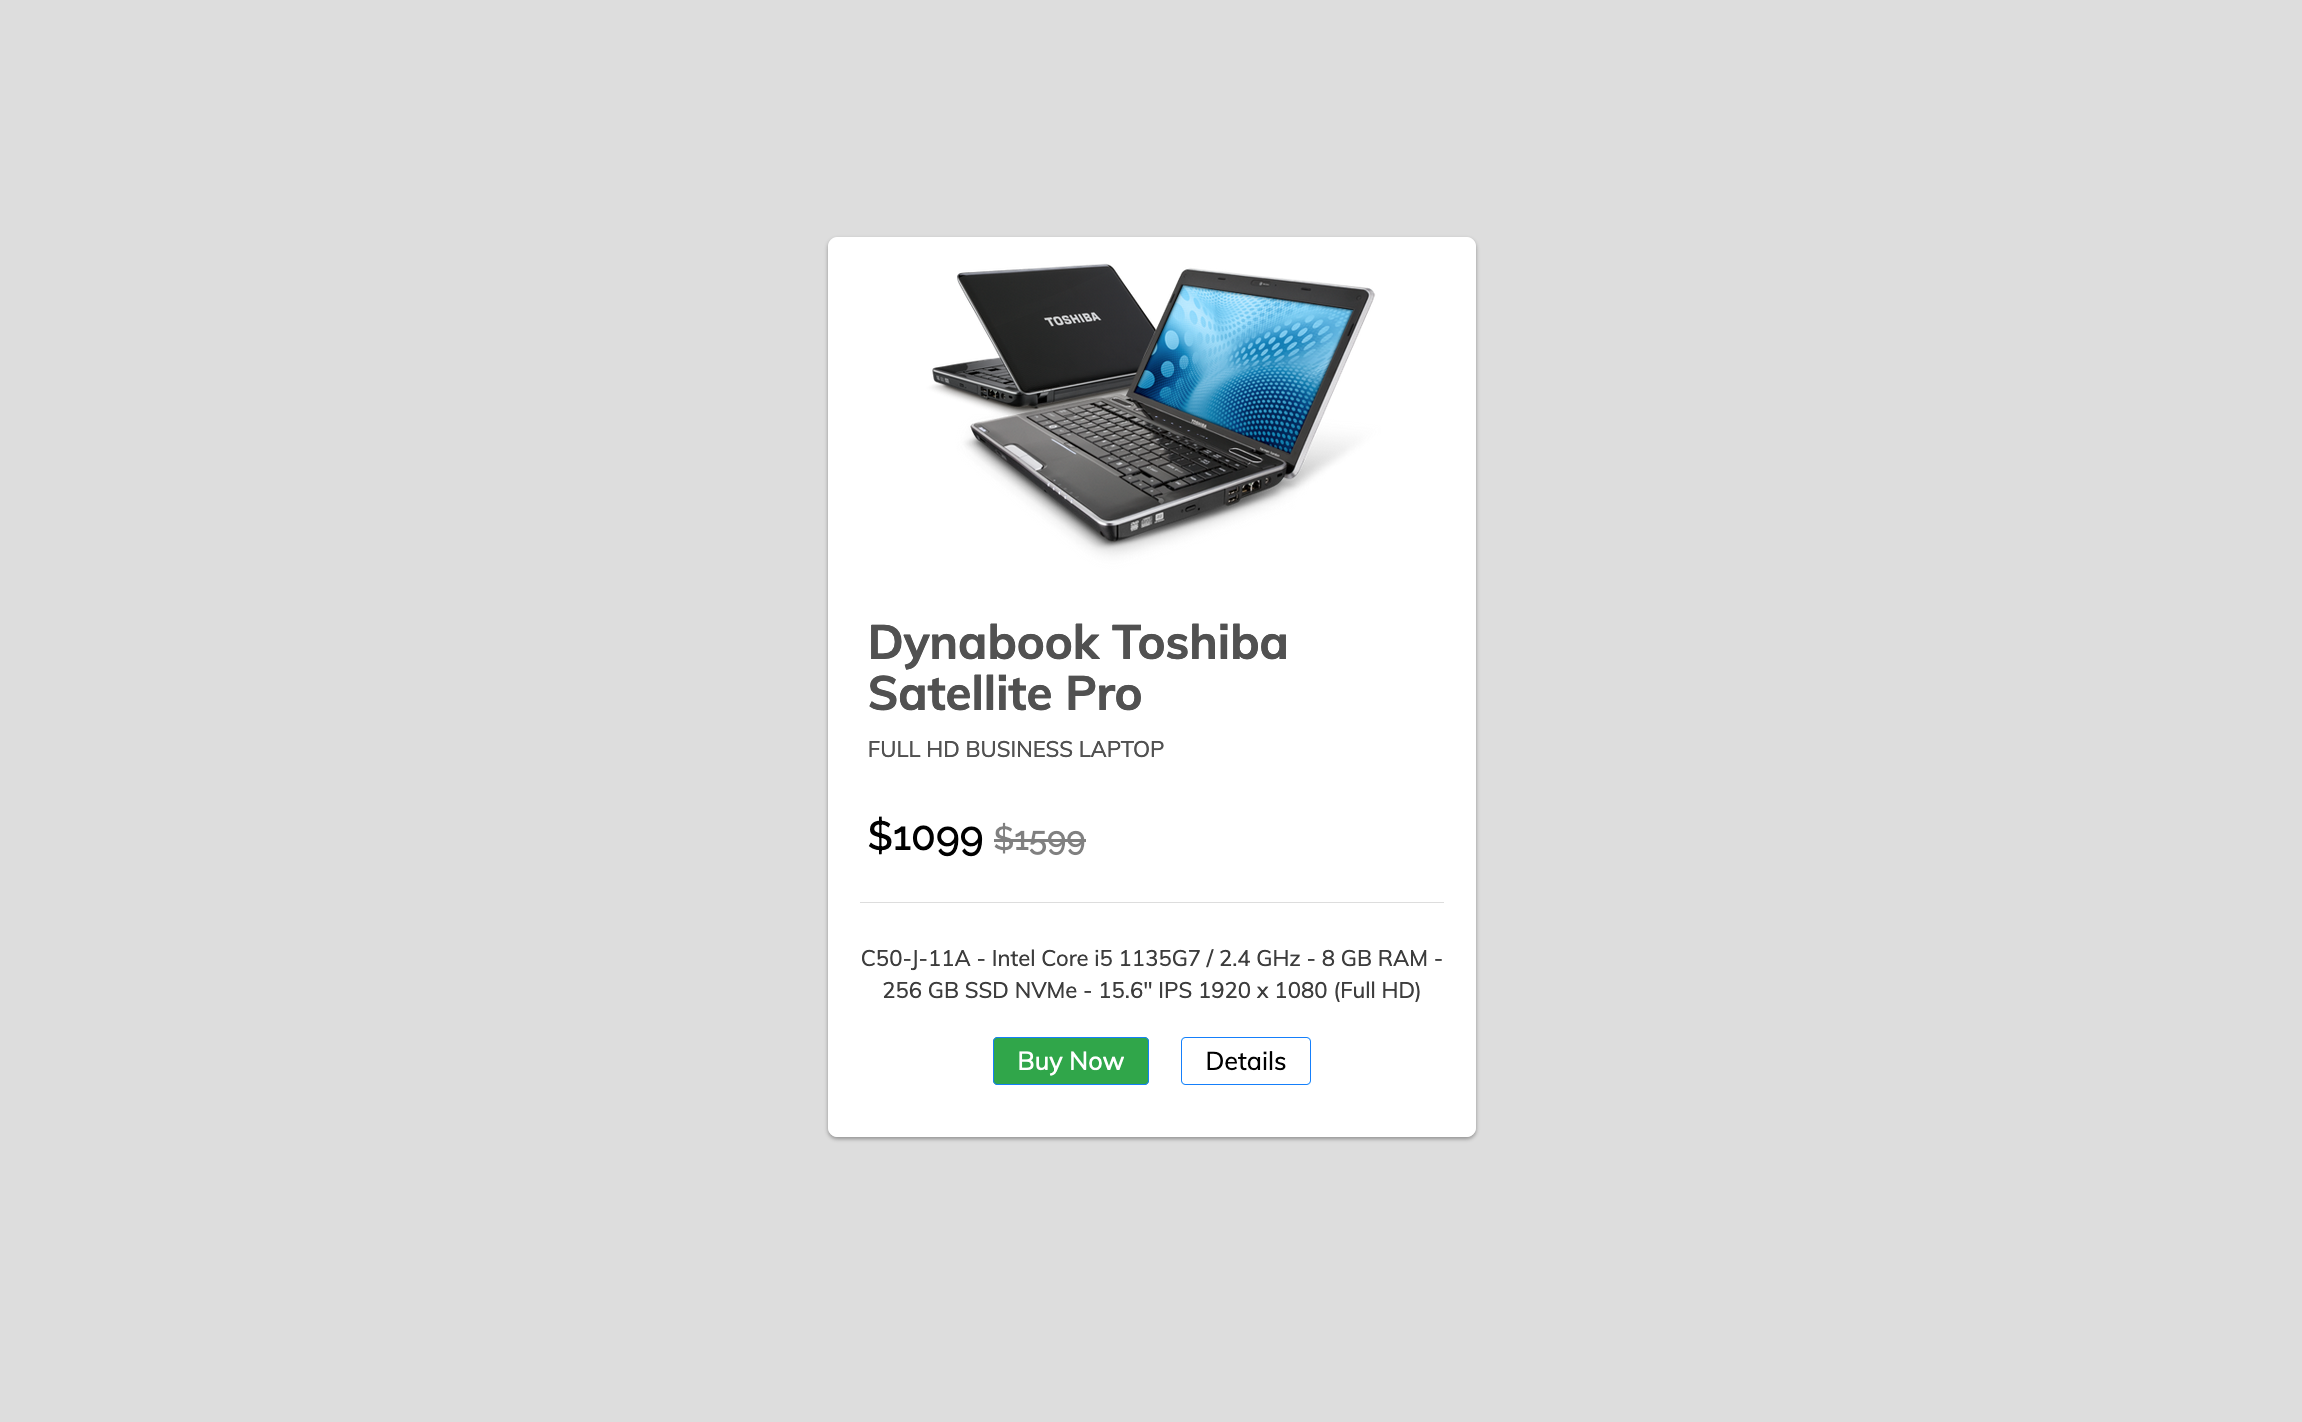 TOSHIBA
Dynabook Toshiba
Satellite Pro
FULL HD BUSINESS LAPTOP
$1099 $1599
C50-J-11A - Intel Core i5 1135G7 / 2.4 GHz - 8 GB RAM -
256 GB SSD NVMe - 15.6" IPS 1920 x 1080 (Full HD)
Buy Now Details